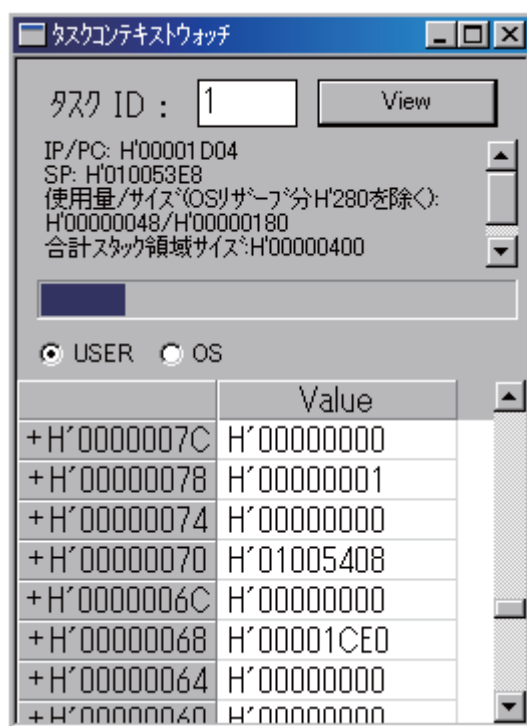 タスクコンテキストウォッチ
タスク ID : 1 View
IP/PC: H'00001D04
SP: H'010053E8
使用量/サイズ(OSリザーブ分H'280を除く):
H'00000048/H'00000180
合計スタック領域サイズ:H'00000400
USER OS
Value
+H'0000007C H'00000000
+H'00000078 H'00000001
+H'00000074 H'00000000
+H'00000070 H'01005408
+H'0000006C H'00000000
+H'00000068 H'00001CE0
+H'00000064 H'00000000
+H'00000060 H'00000000